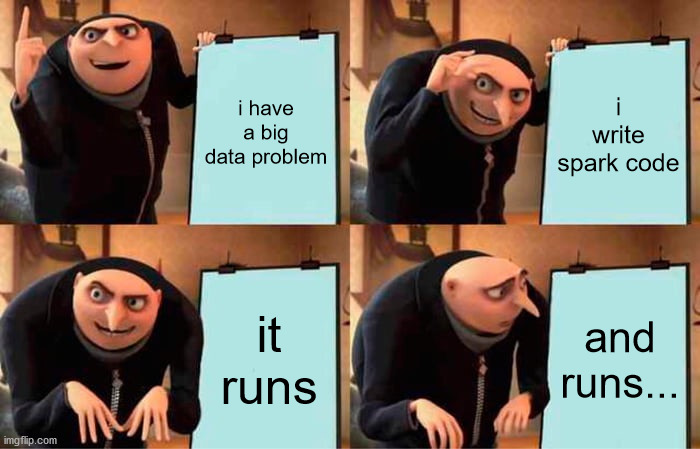 i have
a big
data problem
i
write
spark code
it
runs
and
runs...
imgflip.com